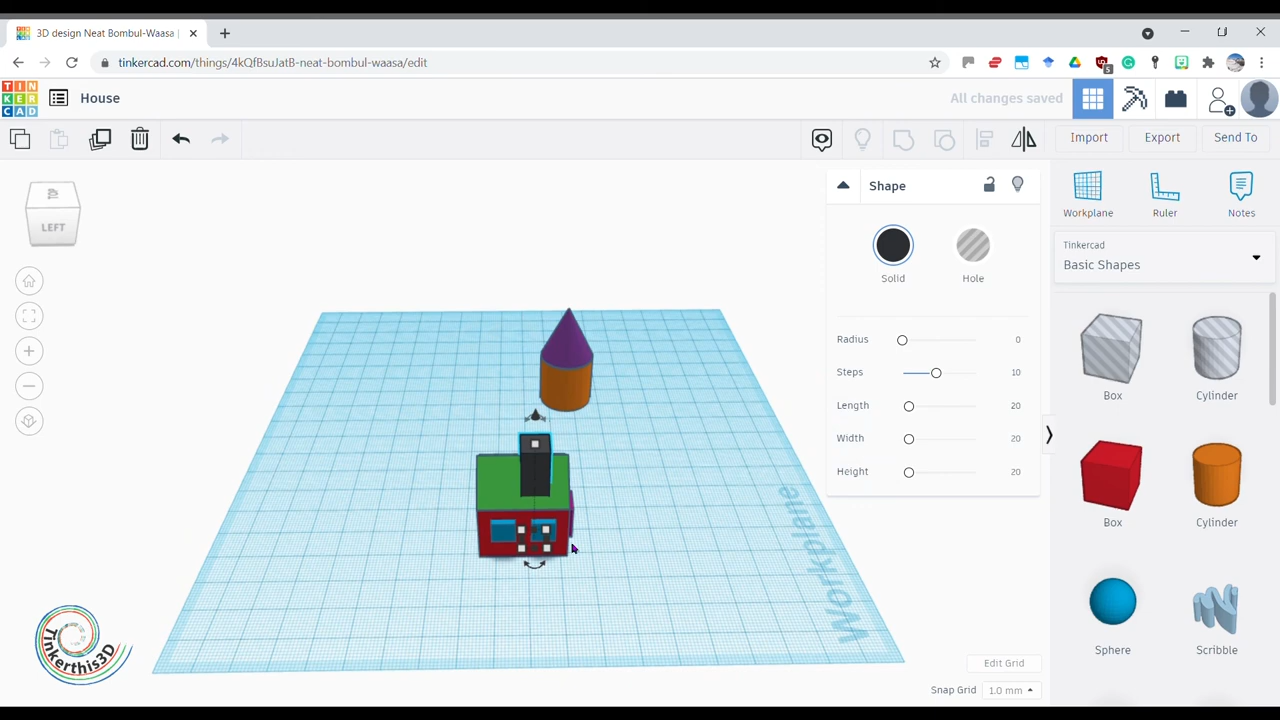 3D design Neat Bombul-Waasa |
tinkercad.com/things/4kQfBsuJatB-neat-bombul-waasa/edit
5
TIN
KER
CAD
House
All changes saved
Import
Export
Send To
Shape
Solid
Hole
Radius 0
Steps 10
Length 20
Width 20
Height 20
LEFT
Workplane
Ruler
Notes
Tinkercad
Basic Shapes
Box
Cylinder
Box
Cylinder
Sphere
Scribble
Workplane
Tinkerthis3D
Edit Grid
Snap Grid 1.0 mm